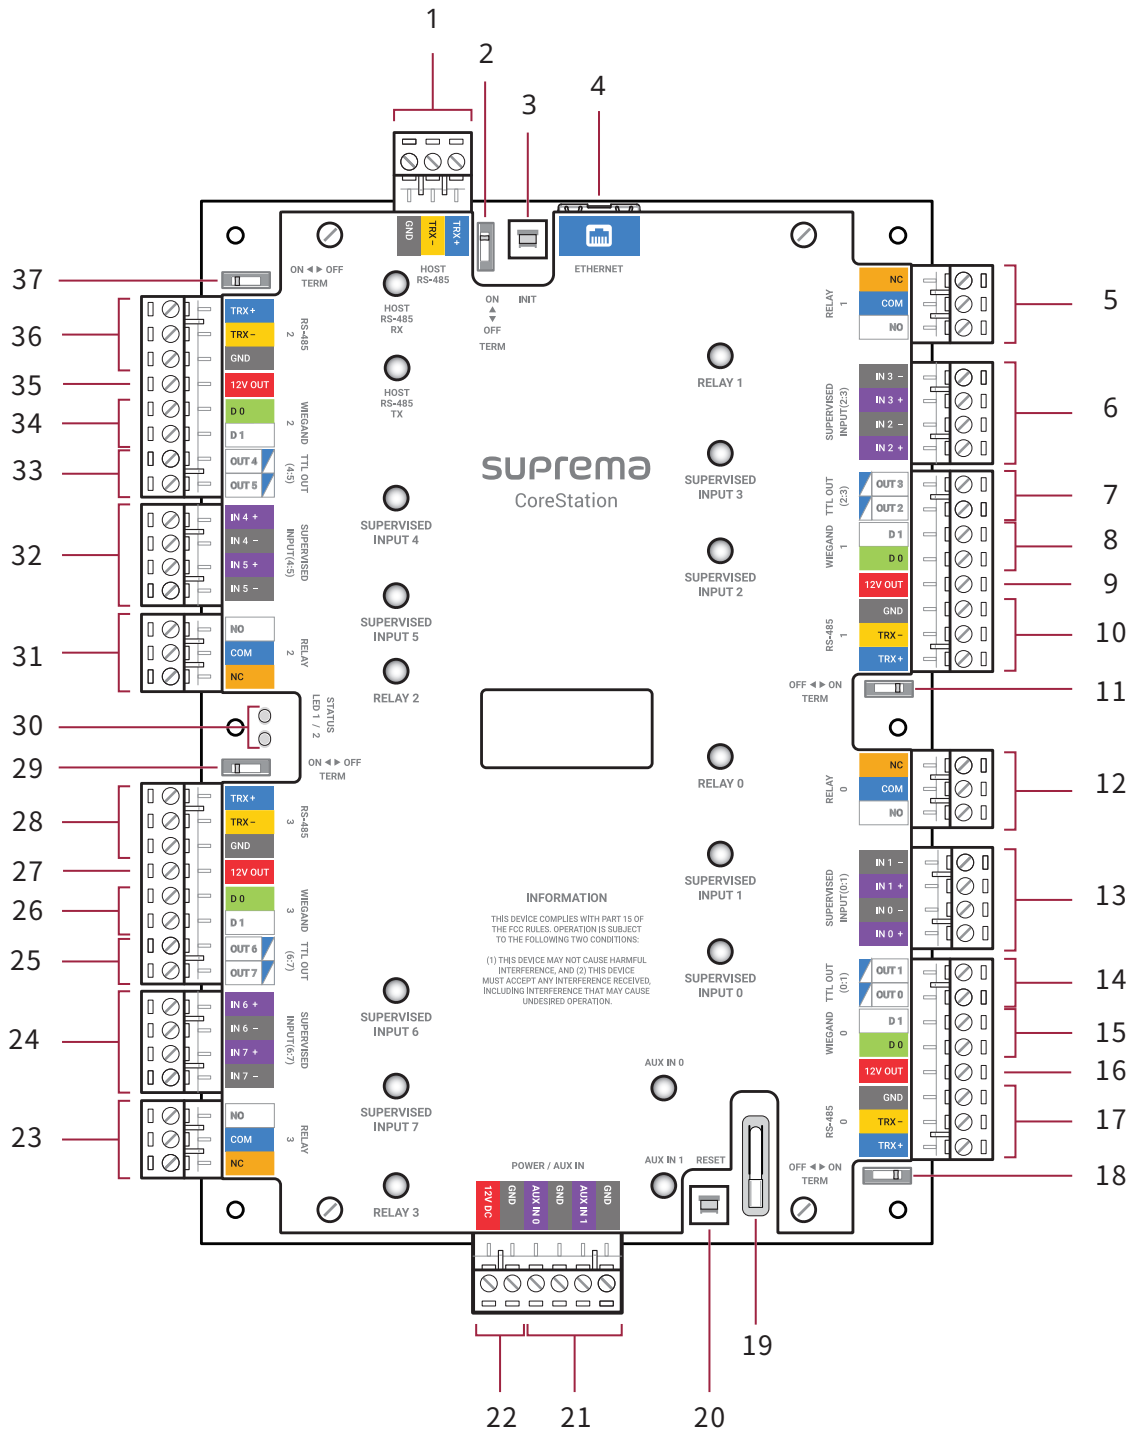 1
2
3
4
GND
TRX -
TRX +
HOST
RS-485
ETHERNET
ON ◀ ▶ OFF
TERM
ON
▲
▼
OFF
TERM
INIT
HOST
RS-485
RX
HOST
RS-485
TX
37
36
35
34
33
32
31
30
29
28
27
26
25
24
23
TRX +
TRX -
GND
RS-485
2
12V OUT
D 0
D 1
WIEGAND
2
OUT 4
OUT 5
TTL OUT
(4:5)
IN 4 +
IN 4 -
IN 5 +
IN 5 -
SUPERVISED
INPUT(4:5)
NO
COM
NC
RELAY
2
STATUS
LED 1 / 2
ON ◀ ▶ OFF
TERM
TRX +
TRX -
GND
RS-485
3
12V OUT
D 0
D 1
WIEGAND
3
OUT 6
OUT 7
TTL OUT
(6:7)
IN 6 +
IN 6 -
IN 7 +
IN 7 -
SUPERVISED
INPUT(6:7)
NO
COM
NC
RELAY
3
suprema
CoreStation
SUPERVISED
INPUT 4
SUPERVISED
INPUT 5
RELAY 2
SUPERVISED
INPUT 6
SUPERVISED
INPUT 7
RELAY 3
RELAY 1
SUPERVISED
INPUT 3
SUPERVISED
INPUT 2
RELAY 0
SUPERVISED
INPUT 1
SUPERVISED
INPUT 0
INFORMATION
THIS DEVICE COMPLIES WITH PART 15 OF
THE FCC RULES. OPERATION IS SUBJECT
TO THE FOLLOWING TWO CONDITIONS:
(1) THIS DEVICE MAY NOT CAUSE HARMFUL
INTERFERENCE, AND (2) THIS DEVICE
MUST ACCEPT ANY INTERFERENCE RECEIVED,
INCLUDING INTERFERENCE THAT MAY CAUSE
UNDESIRED OPERATION.
AUX IN 0
AUX IN 1
RESET
POWER / AUX IN
12V DC
GND
AUX IN 0
GND
AUX IN 1
GND
NC
COM
NO
RELAY
1
IN 3 -
IN 3 +
IN 2 -
IN 2 +
SUPERVISED
INPUT(2:3)
OUT 3
OUT 2
TTL OUT
(2:3)
D 1
D 0
WIEGAND
1
12V OUT
GND
TRX -
TRX +
RS-485
1
OFF ◀ ▶ ON
TERM
NC
COM
NO
RELAY
0
IN 1 -
IN 1 +
IN 0 -
IN 0 +
SUPERVISED
INPUT(0:1)
OUT 1
OUT 0
TTL OUT
(0:1)
D 1
D 0
WIEGAND
0
12V OUT
GND
TRX -
TRX +
RS-485
0
OFF ◀ ▶ ON
TERM
5
6
7
8
9
10
11
12
13
14
15
16
17
18
19
20
21
22